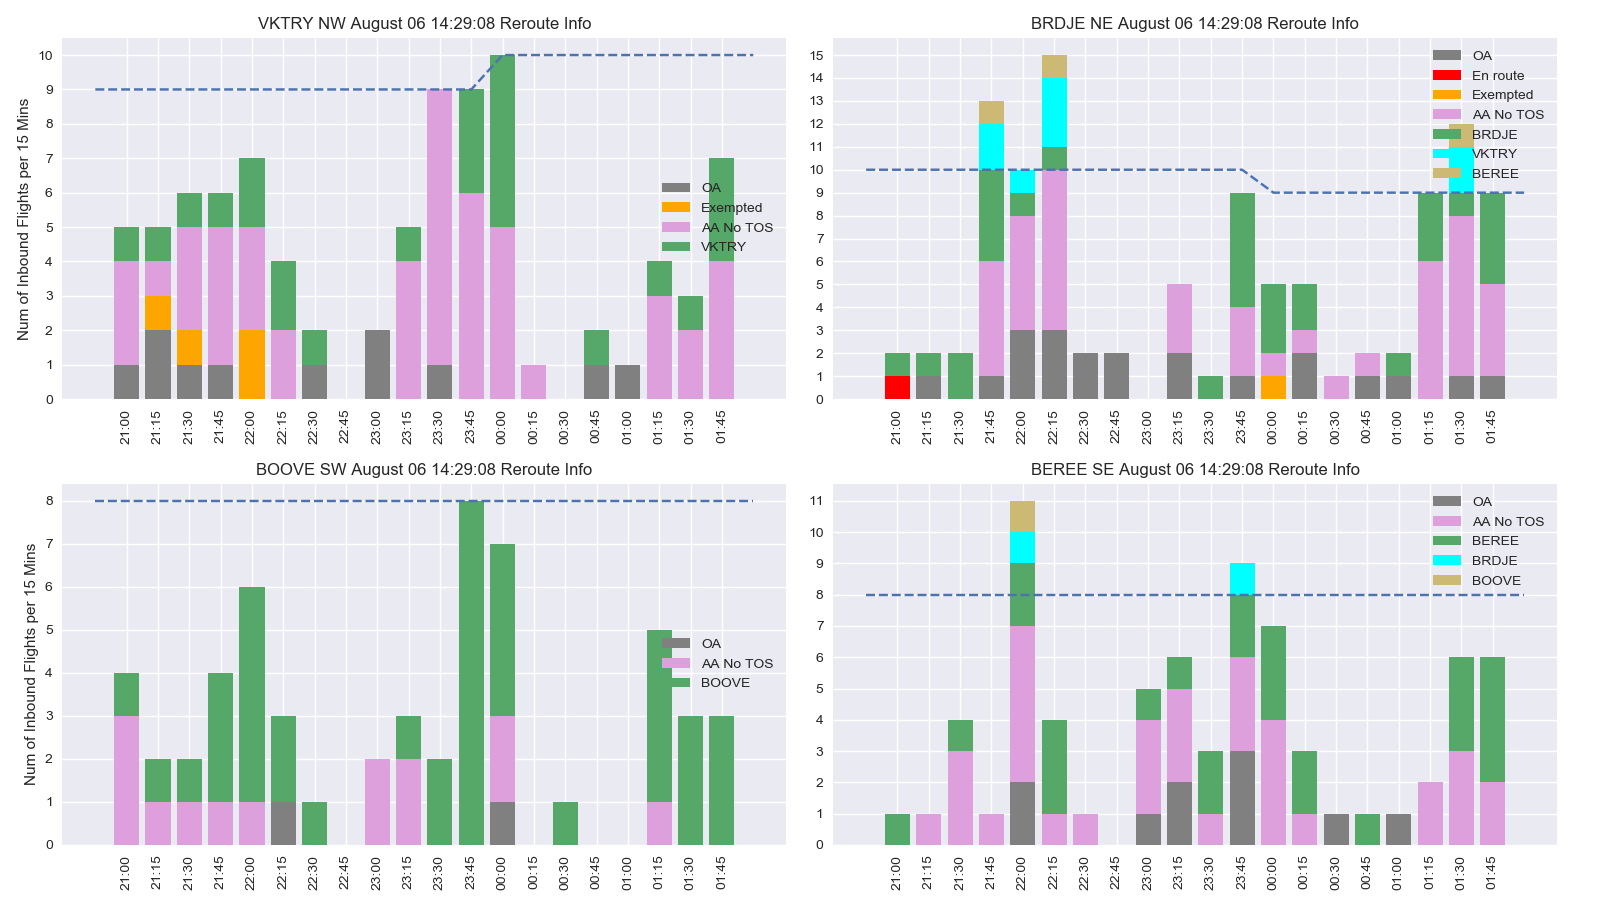 VKTRY NW August 06 14:29:08 Reroute Info
Num of Inbound Flights per 15 Mins
10
9
8
7
6
5
4
3
2
1
0
OA
Exempted
AA No TOS
VKTRY
21:00 21:15 21:30 21:45 22:00 22:15 22:30 22:45 23:00 23:15 23:30 23:45 00:00 00:15 00:30 00:45 01:00 01:15 01:30 01:45
BRDJE NE August 06 14:29:08 Reroute Info
15
14
13
12
11
10
9
8
7
6
5
4
3
2
1
0
OA
En route
Exempted
AA No TOS
BRDJE
VKTRY
BEREE
21:00 21:15 21:30 21:45 22:00 22:15 22:30 22:45 23:00 23:15 23:30 23:45 00:00 00:15 00:30 00:45 01:00 01:15 01:30 01:45
BOOVE SW August 06 14:29:08 Reroute Info
Num of Inbound Flights per 15 Mins
8
7
6
5
4
3
2
1
0
OA
AA No TOS
BOOVE
21:00 21:15 21:30 21:45 22:00 22:15 22:30 22:45 23:00 23:15 23:30 23:45 00:00 00:15 00:30 00:45 01:00 01:15 01:30 01:45
BEREE SE August 06 14:29:08 Reroute Info
11
10
9
8
7
6
5
4
3
2
1
0
OA
AA No TOS
BEREE
BRDJE
BOOVE
21:00 21:15 21:30 21:45 22:00 22:15 22:30 22:45 23:00 23:15 23:30 23:45 00:00 00:15 00:30 00:45 01:00 01:15 01:30 01:45